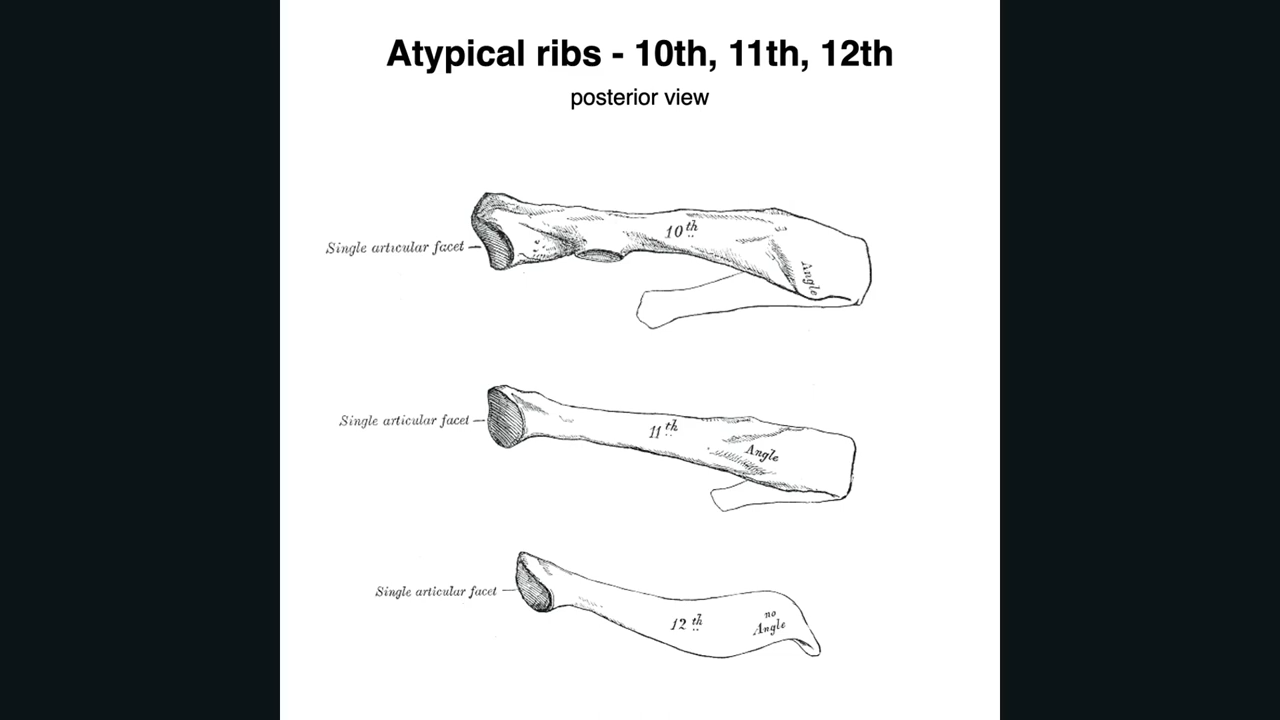 Atypical ribs - 10th, 11th, 12th
posterior view
Single articular facet
10th
Angle
Single articular facet
11th
Angle
Single articular facet
12th
no
Angle